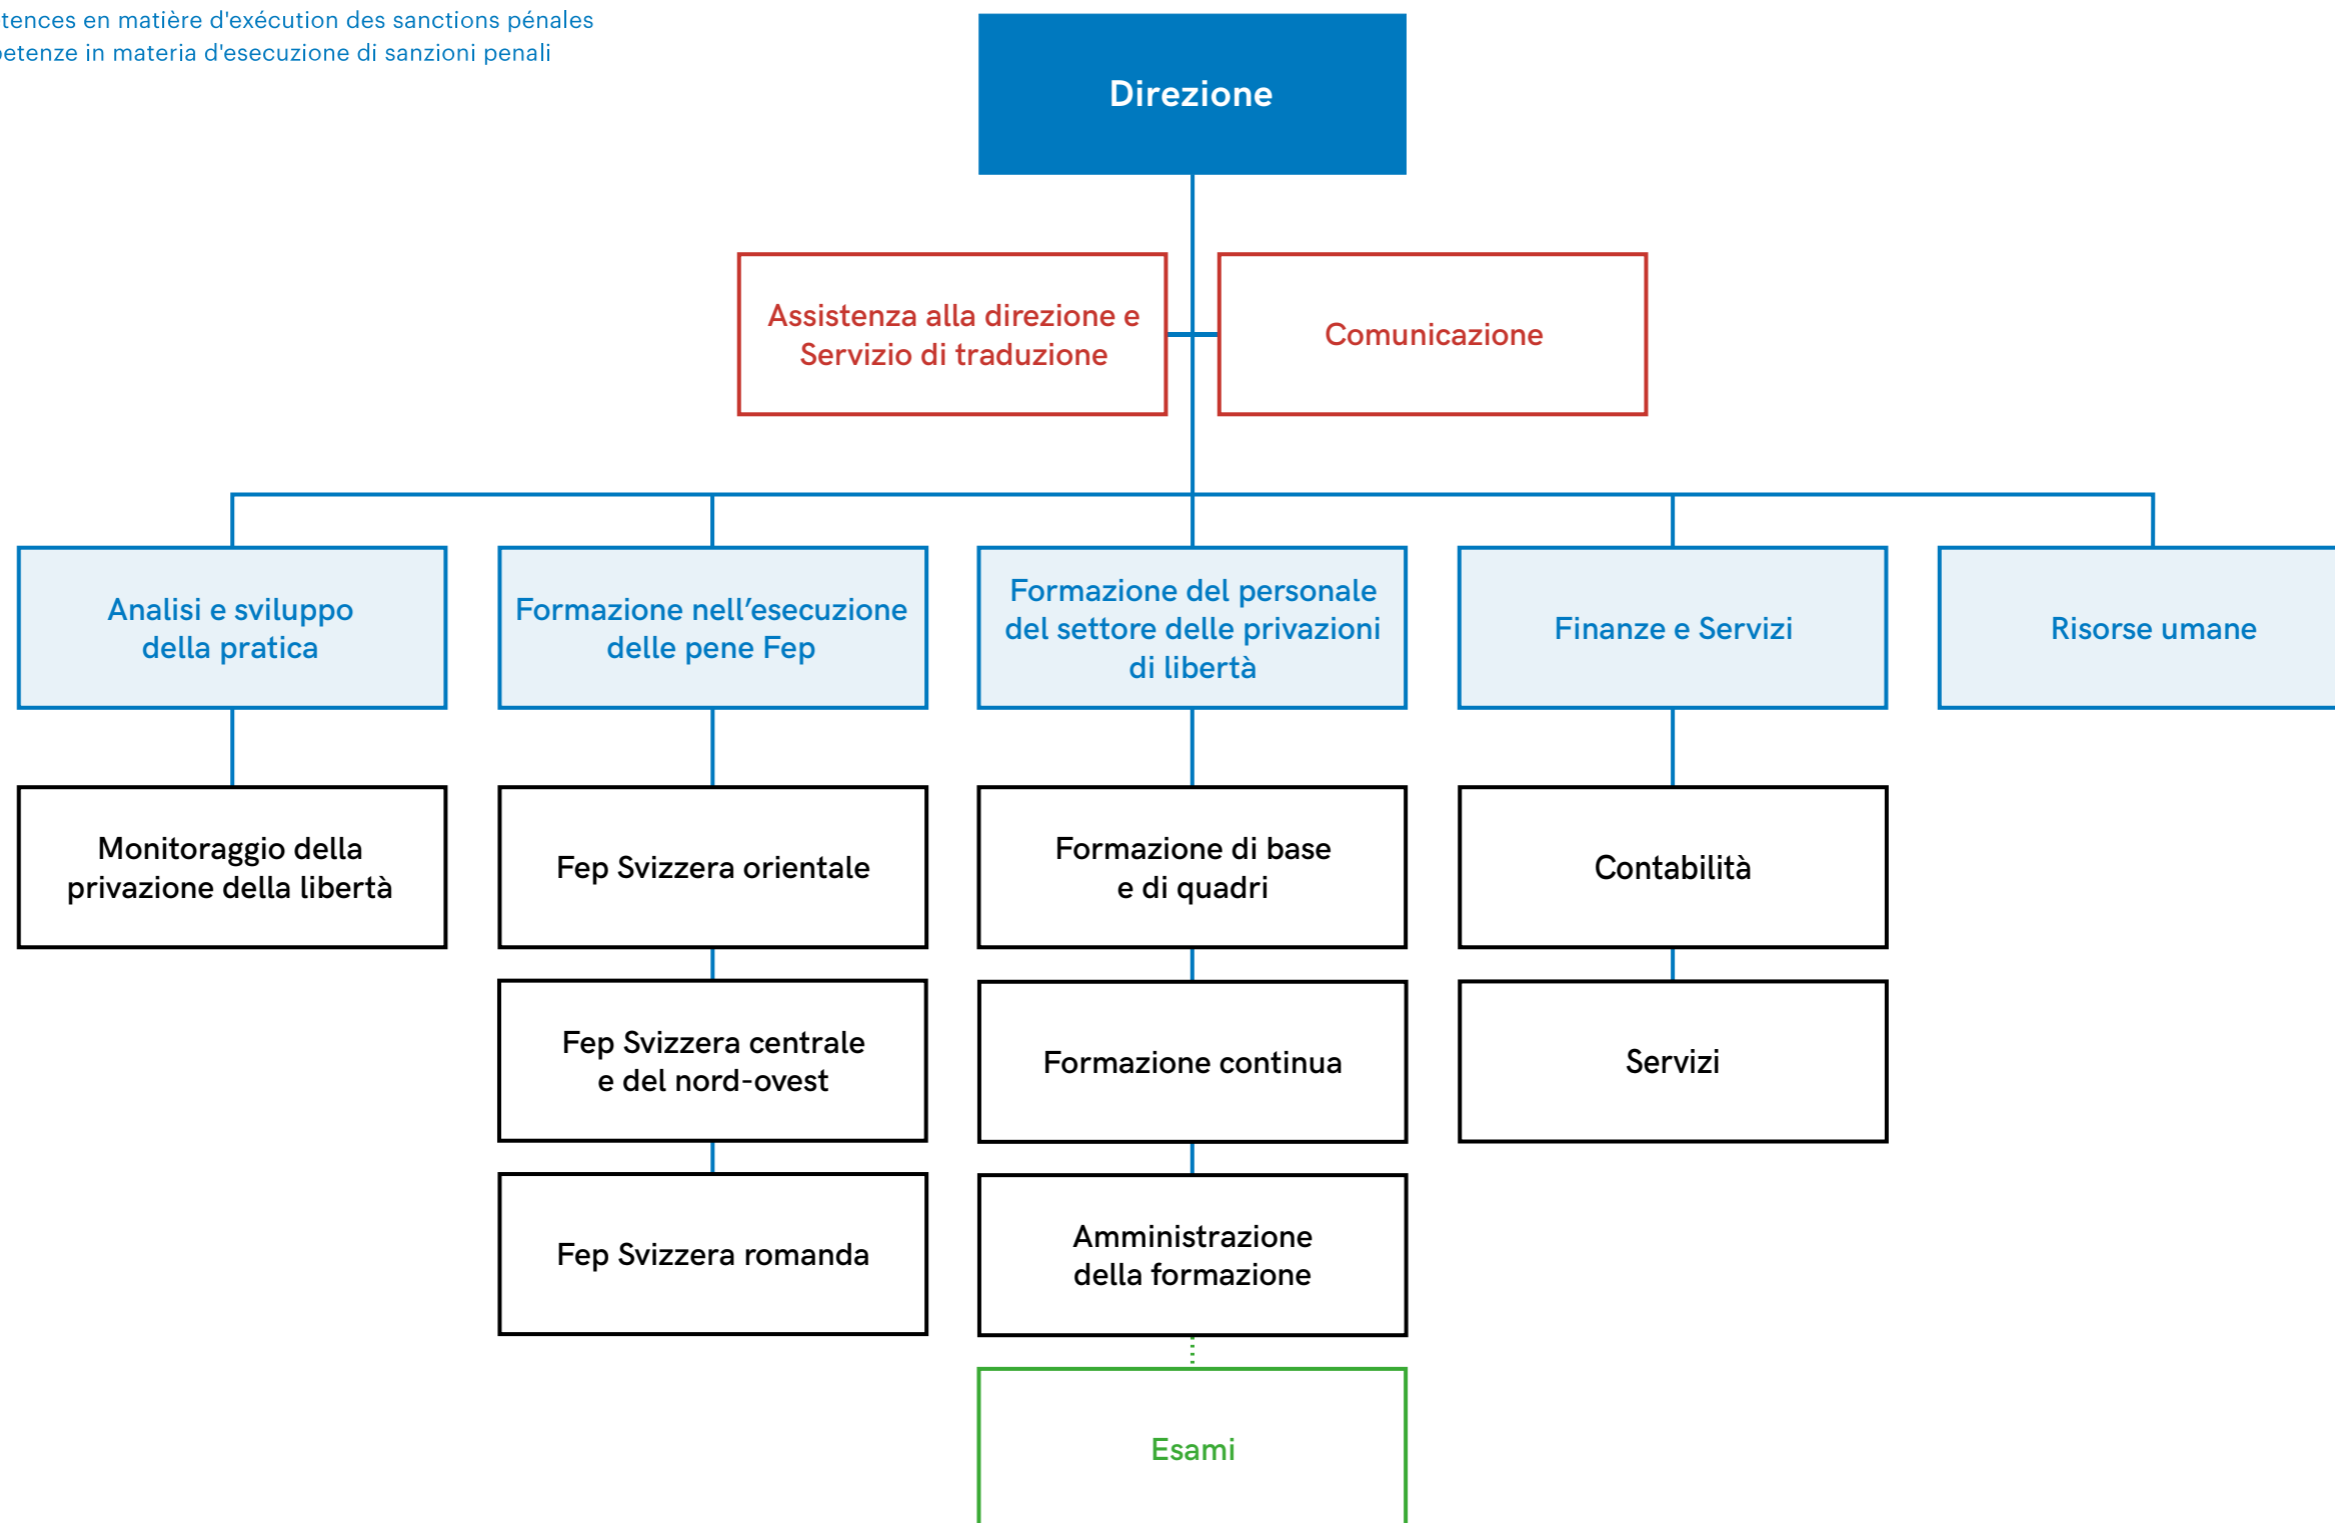 en matière d'exécution des sanctions pénales
in materia d'esecuzione di sanzioni penali
Direzione
Assistenza alla direzione e
Servizio di traduzione
Comunicazione
Analisi e sviluppo
della pratica
Formazione nell’esecuzione
delle pene Fep
Formazione del personale
del settore delle privazioni
di libertà
Finanze e Servizi
Risorse umane
Monitoraggio della
privazione della libertà
Fep Svizzera orientale
Formazione di base
e di quadri
Contabilità
Fep Svizzera centrale
e del nord-ovest
Formazione continua
Servizi
Fep Svizzera romanda
Amministrazione
della formazione
Esami